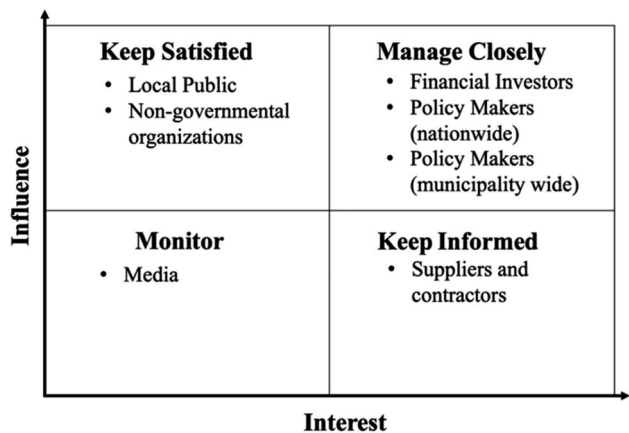 Keep Satisfied
• Local Public
• Non-governmental
organizations
Manage Closely
• Financial Investors
• Policy Makers
(nationwide)
• Policy Makers
(municipality wide)
Influence
Monitor
• Media
Keep Informed
• Suppliers and
contractors
Interest